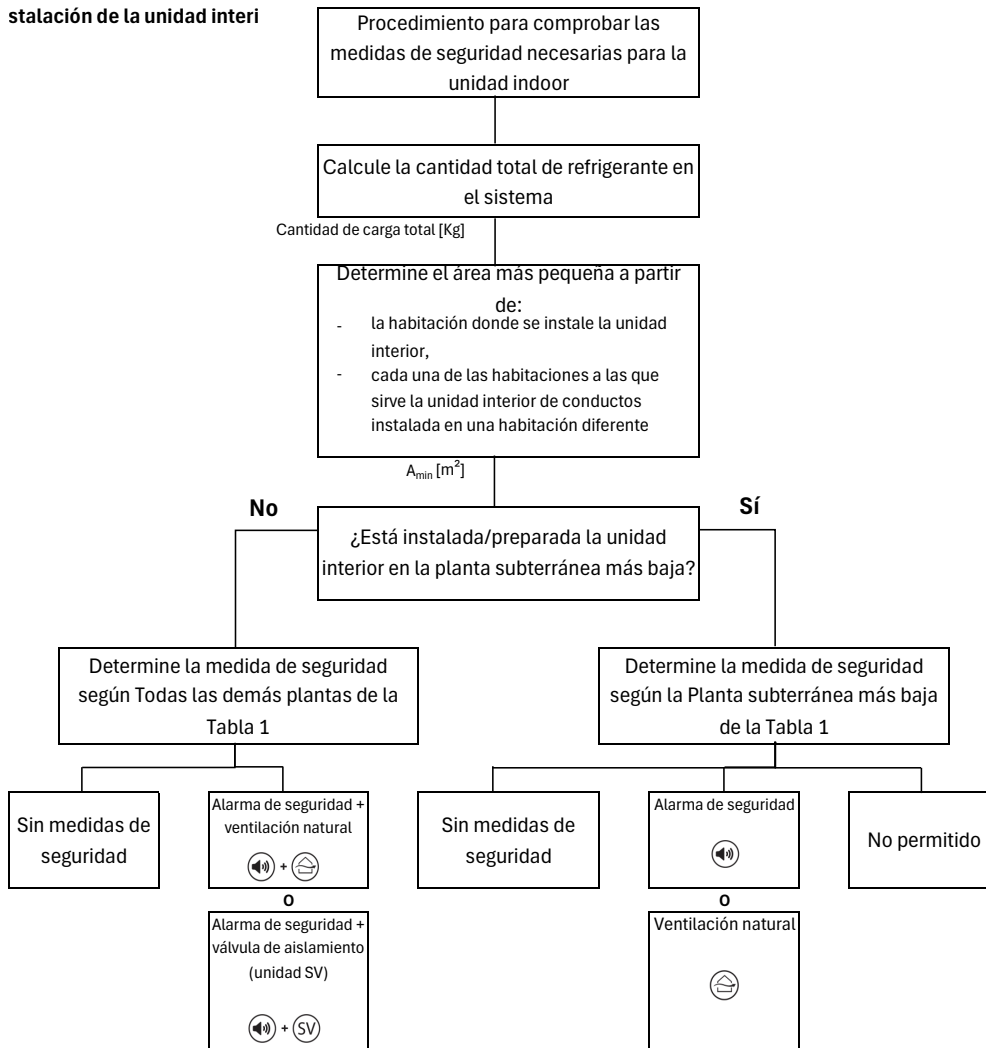 stalación de la unidad interi
Procedimiento para comprobar las
medidas de seguridad necesarias para la
unidad indoor
Calcule la cantidad total de refrigerante en
el sistema
Cantidad de carga total [Kg]
Determine el área más pequeña a partir
de:
- la habitación donde se instale la unidad
interior,
- cada una de las habitaciones a las que
sirve la unidad interior de conductos
instalada en una habitación diferente
Amin [m²]
No
Sí
¿Está instalada/preparada la unidad
interior en la planta subterránea más baja?
Determine la medida de seguridad
según Todas las demás plantas de la
Tabla 1
Determine la medida de seguridad
según la Planta subterránea más baja
de la Tabla 1
Sin medidas de
seguridad
Alarma de seguridad +
ventilación natural
+
O
Alarma de seguridad +
válvula de aislamiento
(unidad SV)
+ SV
Sin medidas de
seguridad
Alarma de seguridad
O
Ventilación natural
No permitido